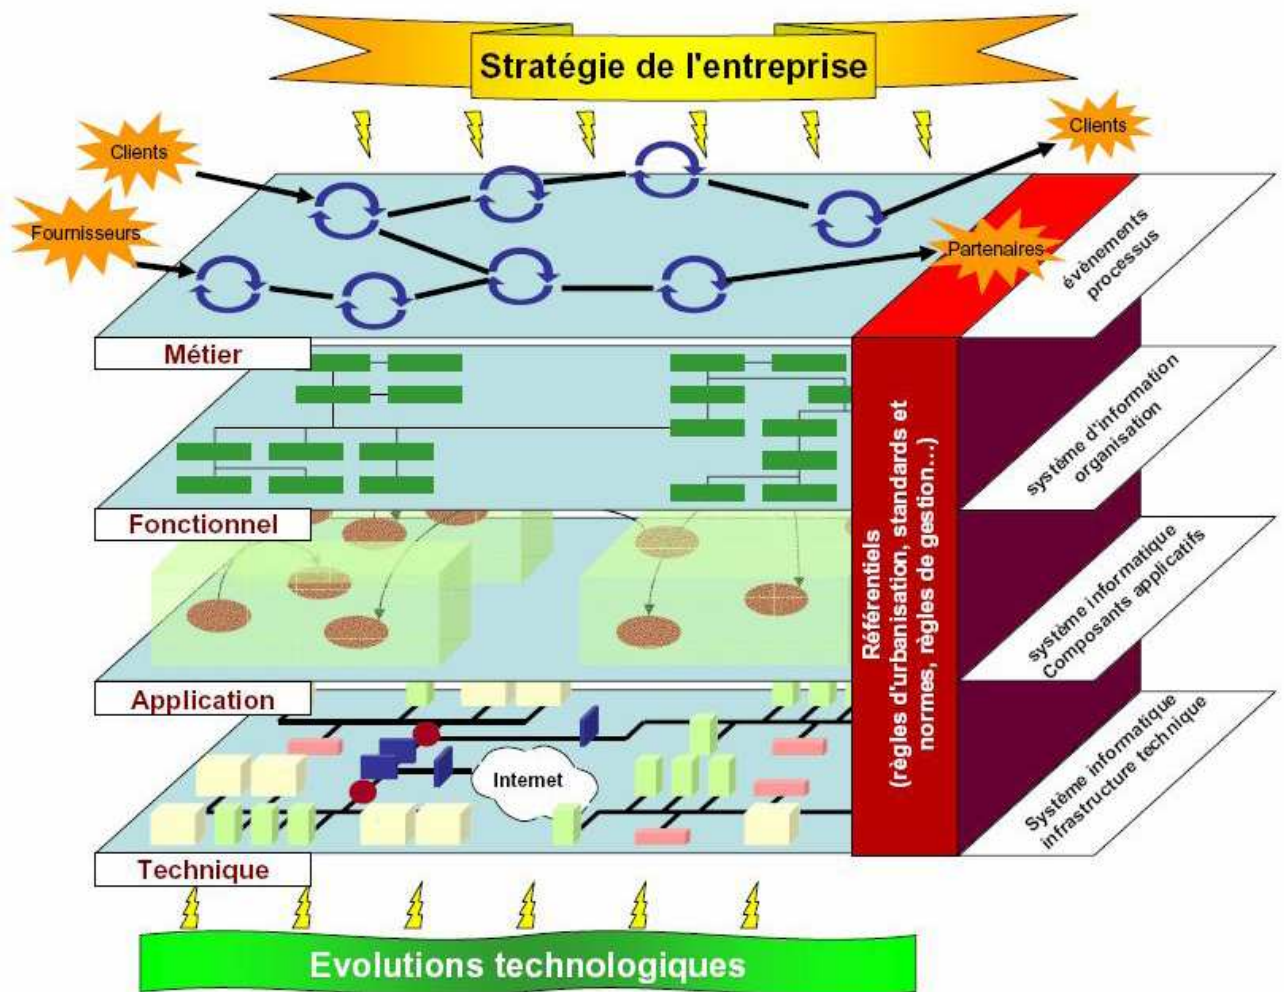 Stratégie de l'entreprise
Clients
Clients
Fournisseurs
Partenaires
évènements
processus
Métier
système d'information
organisation
Fonctionnel
Référentiels
(règles d'urbanisation, standards et
normes, règles de gestion...)
système informatique
Composants applicatifs
Application
Internet
Système informatique
infrastructure technique
Technique
Evolutions technologiques